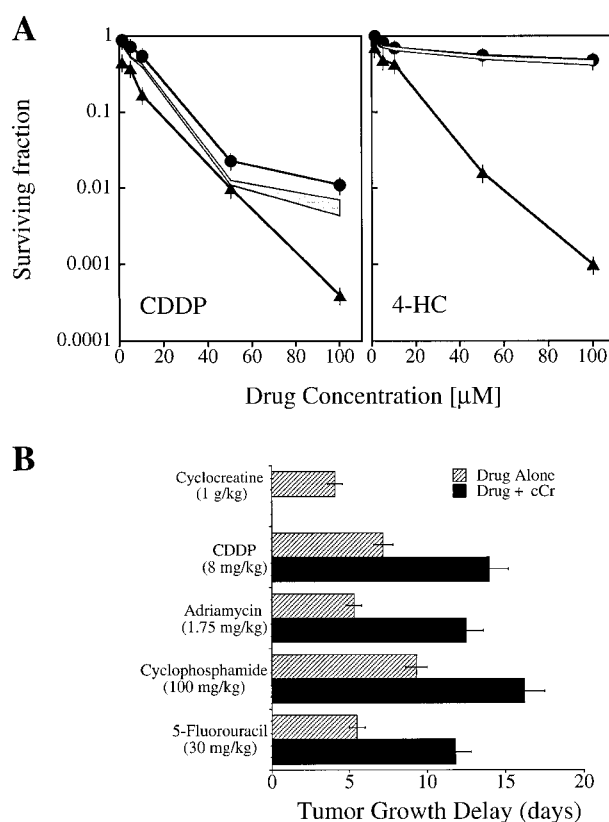 A
Surviving fraction
1
0.1
0.01
0.001
0.0001
CDDP
4-HC
0 20 40 60 80 100
0 20 40 60 80 100
Drug Concentration [µM]
B
Drug Alone
Drug + cCr
Cyclocreatine
(1 g/kg)
CDDP
(8 mg/kg)
Adriamycin
(1.75 mg/kg)
Cyclophosphamide
(100 mg/kg)
5-Fluorouracil
(30 mg/kg)
0 5 10 15 20
Tumor Growth Delay (days)